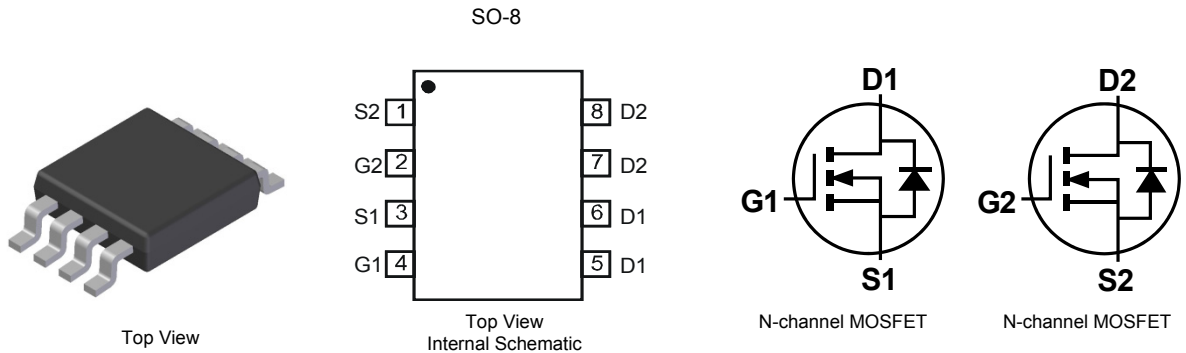 SO-8
S2 1 8 D2
G2 2 7 D2
S1 3 6 D1
G1 4 5 D1
Top View
Top View
Internal Schematic
D1
G1
S1
N-channel MOSFET
D2
G2
S2
N-channel MOSFET